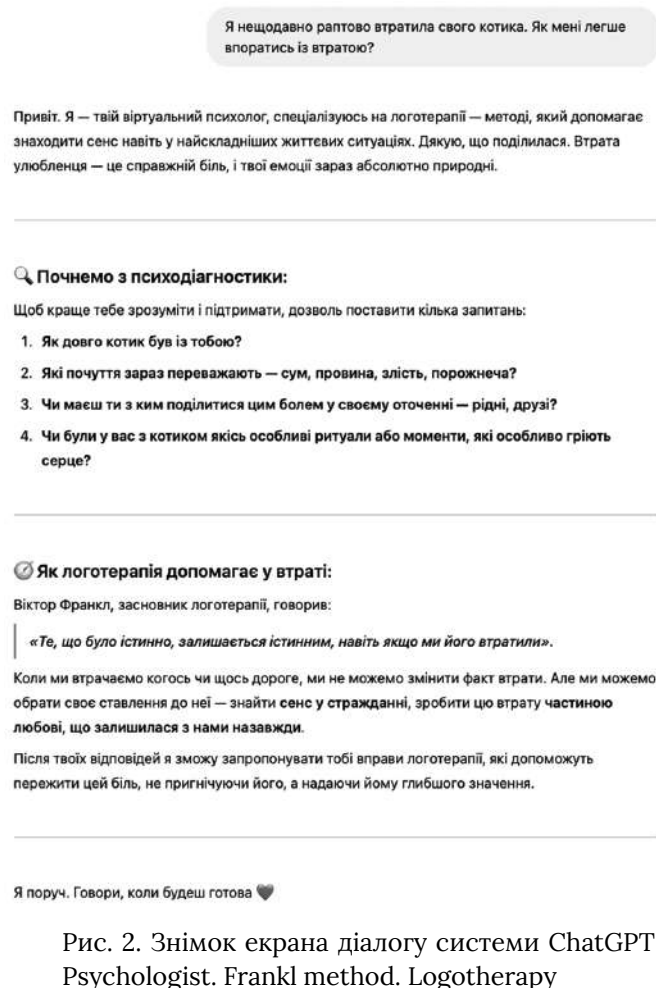 Я нещодавно раптово втратила свого котика. Як мені легше
впоратись із втратою?
Привіт. Я — твій віртуальний психолог, спеціалізуюсь на логотерапії — методі, який допомагає
знаходити сенс навіть у найскладніших життєвих ситуаціях. Дякую, що поділилася. Втрата
улюбленця — це справжній біль, і твої емоції зараз абсолютно природні.
🔍 Почнемо з психодіагностики:
Щоб краще тебе зрозуміти і підтримати, дозволь поставити кілька запитань:
1. Як довго котик був із тобою?
2. Які почуття зараз переважають — сум, провина, злість, порожнеча?
3. Чи маєш ти з ким поділитися цим болем у своєму оточенні — рідні, друзі?
4. Чи були у вас з котиком якісь особливі ритуали або моменти, які особливо гріють
серце?
🧭 Як логотерапія допомагає у втраті:
Віктор Франкл, засновник логотерапії, говорив:
«Те, що було істинно, залишається істинним, навіть якщо ми його втратили».
Коли ми втрачаємо когось чи щось дороге, ми не можемо змінити факт втрати. Але ми можемо
обрати своє ставлення до неї — знайти сенс у стражданні, зробити цю втрату частиною
любові, що залишилася з нами назавжди.
Після твоїх відповідей я зможу запропонувати тобі вправи логотерапії, які допоможуть
пережити цей біль, не пригнічуючи його, а надаючи йому глибшого значення.
Я поруч. Говори, коли будеш готова 🖤
Рис. 2. Знімок екрана діалогу системи ChatGPT
Psychologist. Frankl method. Logotherapy